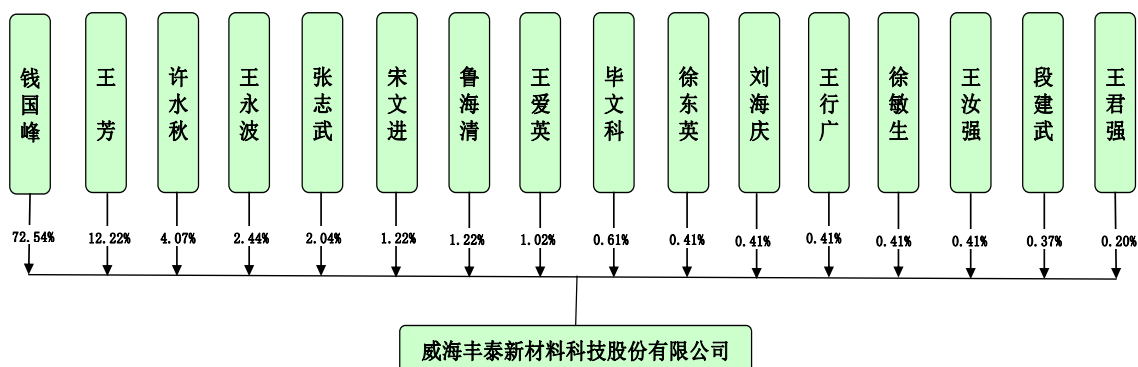 钱国峰
王 芳
许水秋
王永波
张志武
宋文进
鲁海清
王爱英
毕文科
徐东英
刘海庆
王行广
徐敏生
王汝强
段建武
王君强
72.54%
12.22%
4.07%
2.44%
2.04%
1.22%
1.22%
1.02%
0.61%
0.41%
0.41%
0.41%
0.41%
0.41%
0.37%
0.20%
威海丰泰新材料科技股份有限公司